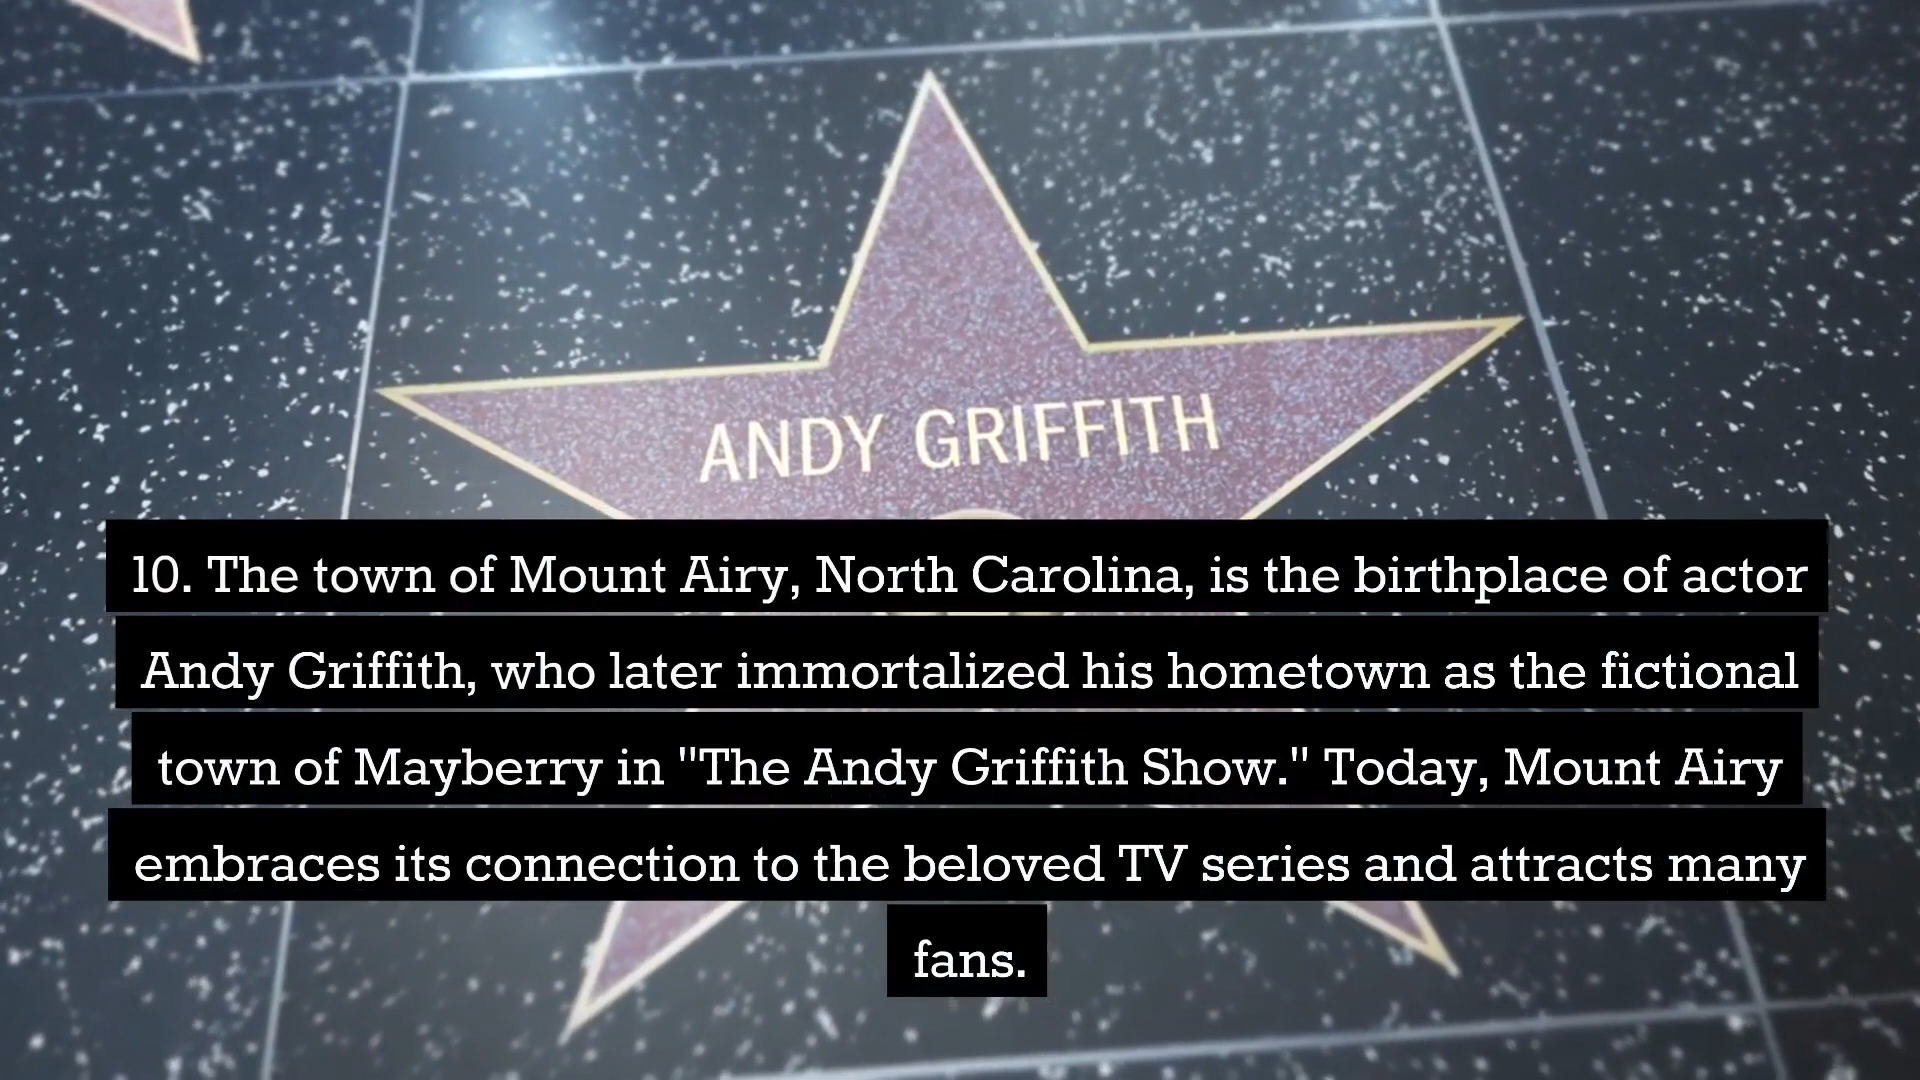 ANDY GRIFFITH
10. The town of Mount Airy, North Carolina, is the birthplace of actor
Andy Griffith, who later immortalized his hometown as the fictional
town of Mayberry in "The Andy Griffith Show." Today, Mount Airy
embraces its connection to the beloved TV series and attracts many
fans.